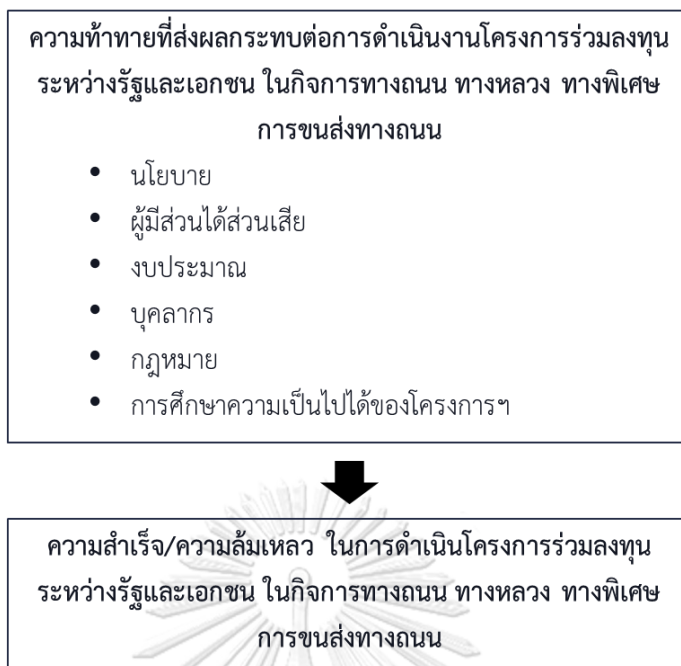 ความท้าทายที่ส่งผลกระทบต่อการดำเนินงานโครงการร่วมลงทุน
ระหว่างรัฐและเอกชน ในกิจการทางถนน ทางหลวง ทางพิเศษ
การขนส่งทางถนน
• นโยบาย
• ผู้มีส่วนได้ส่วนเสีย
• งบประมาณ
• บุคลากร
• กฎหมาย
• การศึกษาความเป็นไปได้ของโครงการฯ
ความสำเร็จ/ความล้มเหลว ในการดำเนินโครงการร่วมลงทุน
ระหว่างรัฐและเอกชน ในกิจการทางถนน ทางหลวง ทางพิเศษ
การขนส่งทางถนน